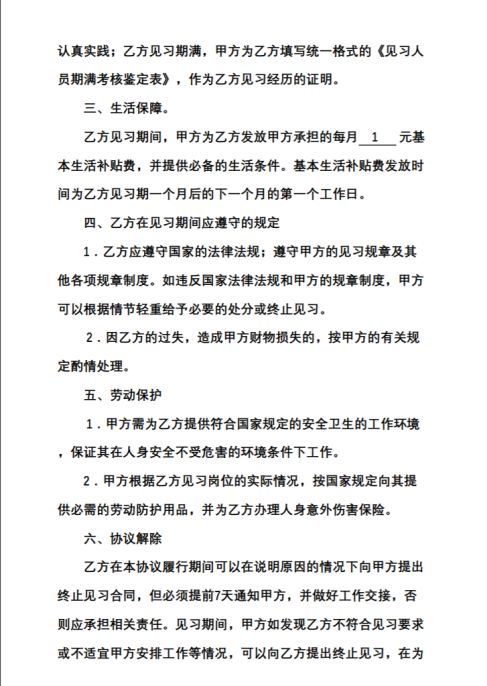 认真实践；乙方见习期满，甲方为乙方填写统一格式的《见习人
员期满考核鉴定表》，作为乙方见习经历的证明。
三、生活保障。
乙方见习期间，甲方为乙方发放甲方承担的每月 1 元基
本生活补贴费，并提供必备的生活条件。基本生活补贴费发放时
间为乙方见习期一个月后的下一个月的第一个工作日。
四、乙方在见习期间应遵守的规定
1．乙方应遵守国家的法律法规；遵守甲方的见习规章及其
他各项规章制度。如违反国家法律法规和甲方的规章制度，甲方
可以根据情节轻重给予必要的处分或终止见习。
2．因乙方的过失，造成甲方财物损失的，按甲方的有关规
定酌情处理。
五、劳动保护
1．甲方需为乙方提供符合国家规定的安全卫生的工作环境
，保证其在人身安全不受危害的环境条件下工作。
2．甲方根据乙方见习岗位的实际情况，按国家规定向其提
供必需的劳动防护用品，并为乙方办理人身意外伤害保险。
六、协议解除
乙方在本协议履行期间可以在说明原因的情况下向甲方提出
终止见习合同，但必须提前7天通知甲方，并做好工作交接，否
则应承担相关责任。见习期间，甲方如发现乙方不符合见习要求
或不适宜甲方安排工作等情况，可以向乙方提出终止见习，在为